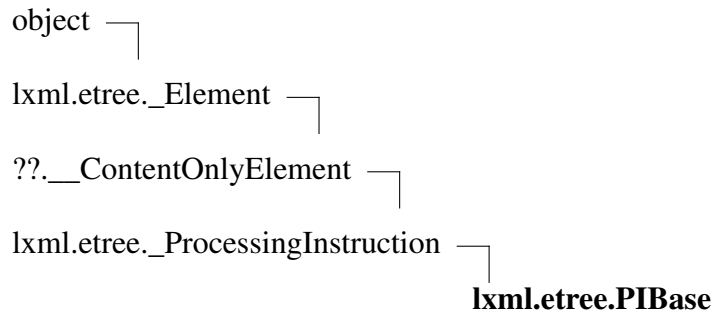 object
lxml.etree._Element
??.__ContentOnlyElement
lxml.etree._ProcessingInstruction
lxml.etree.PIBase